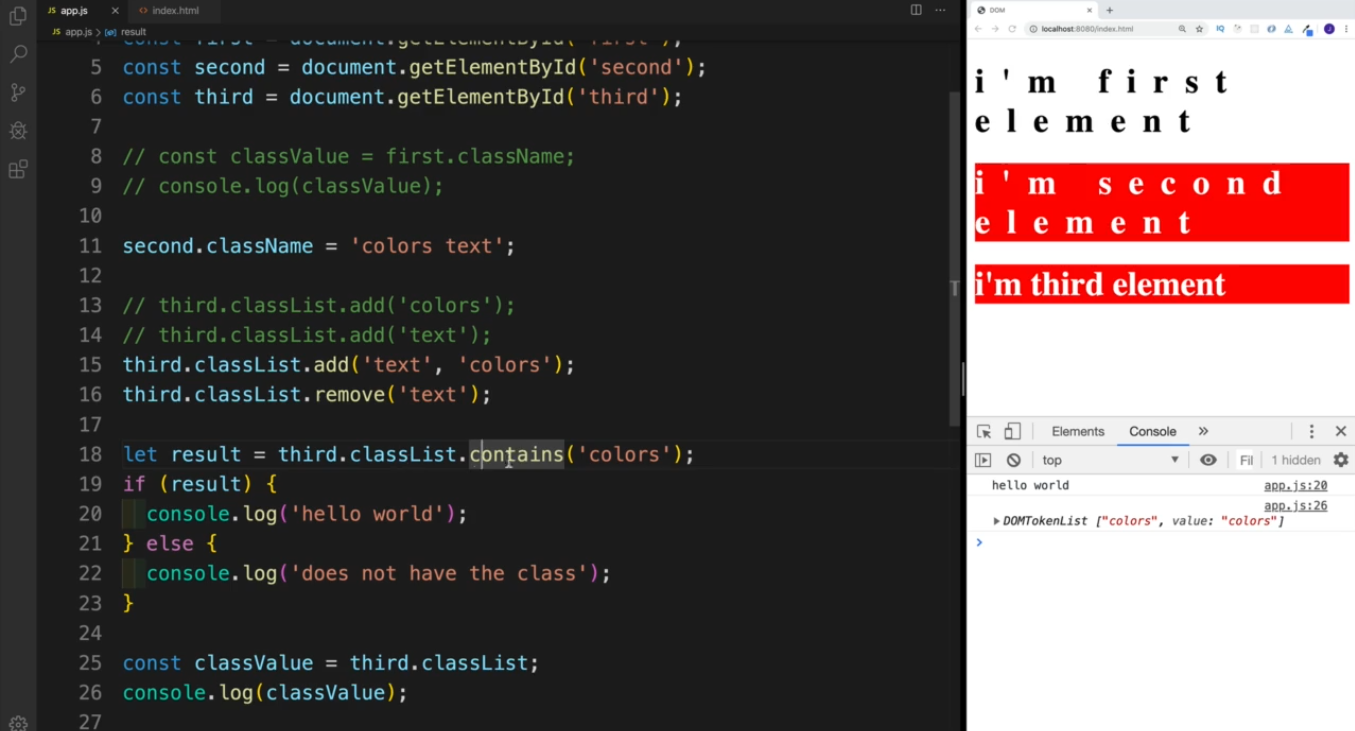 app.js
index.html
app.js > result
const first = document.getElementById('first');
5 const second = document.getElementById('second');
6 const third = document.getElementById('third');
7
8 // const classValue = first.className;
9 // console.log(classValue);
10
11 second.className = 'colors text';
12
13 // third.classList.add('colors');
14 // third.classList.add('text');
15 third.classList.add('text', 'colors');
16 third.classList.remove('text');
17
18 let result = third.classList.contains('colors');
19 if (result) {
20 console.log('hello world');
21 } else {
22 console.log('does not have the class');
23 }
24
25 const classValue = third.classList;
26 console.log(classValue);
27
DOM
localhost:8080/index.html
i'm first
element
i'm second
element
i'm third element
Elements Console
top Fil 1 hidden
hello world app.js:20
app.js:26
DOMTokenList ["colors", value: "colors"]